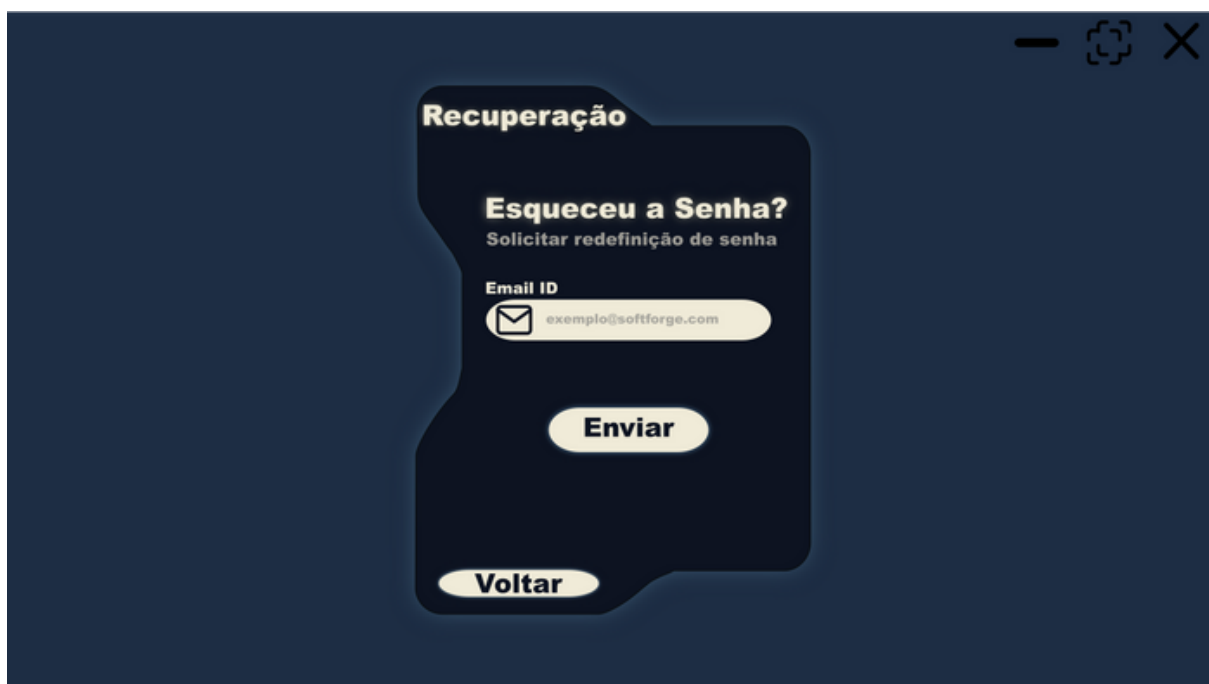 Recuperação
Esqueceu a Senha?
Solicitar redefinição de senha
Email ID
exemplo@softforge.com
Enviar
Voltar